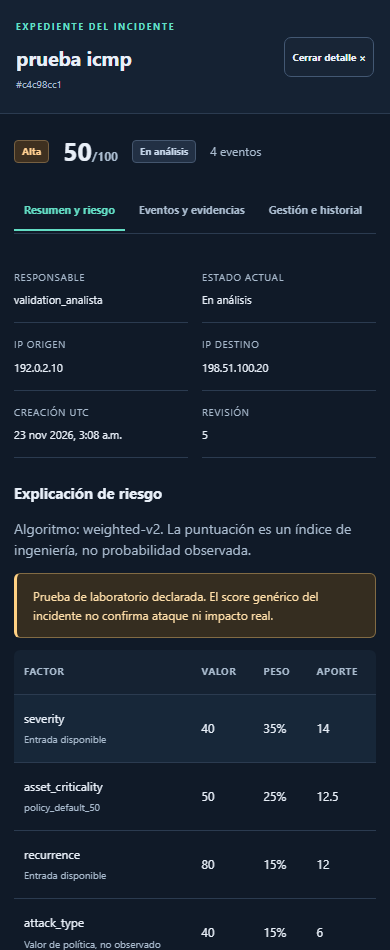 EXPEDIENTE DEL INCIDENTE
prueba icmp
#c4c98cc1
Cerrar detalle ×
Alta 50/100 En análisis 4 eventos
Resumen y riesgo Eventos y evidencias Gestión e historial
RESPONSABLE ESTADO ACTUAL
validation_analista En análisis
IP ORIGEN IP DESTINO
192.0.2.10 198.51.100.20
CREACIÓN UTC REVISIÓN
23 nov 2026, 3:08 a.m. 5
Explicación de riesgo
Algoritmo: weighted-v2. La puntuación es un índice de
ingeniería, no probabilidad observada.
Prueba de laboratorio declarada. El score genérico del
incidente no confirma ataque ni impacto real.
FACTOR VALOR PESO APORTE
severity 40 35% 14
Entrada disponible
asset_criticality 50 25% 12.5
policy_default_50
recurrence 80 15% 12
Entrada disponible
attack_type 40 15% 6
Valor de política, no observado